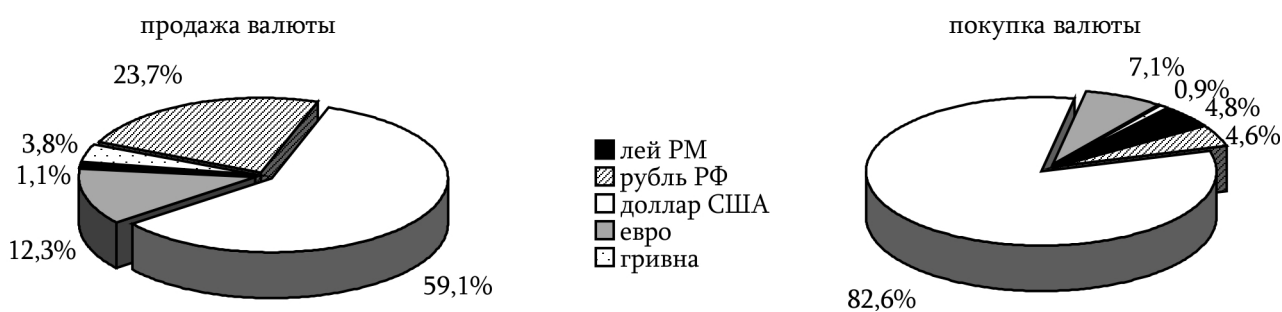 продажа валюты
23,7%
3,8%
1,1%
12,3%
59,1%
лей РМ
рубль РФ
доллар США
евро
гривна
покупка валюты
7,1%
0,9%
4,8%
4,6%
82,6%